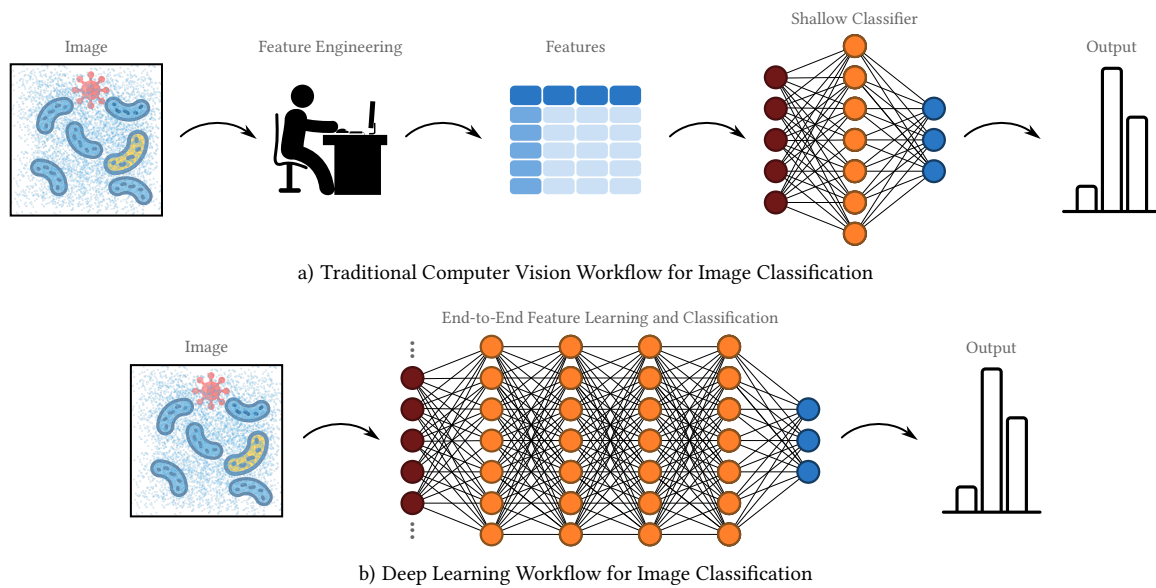 Shallow Classifier
Image
Feature Engineering
Features
Output
a) Traditional Computer Vision Workflow for Image Classification
End-to-End Feature Learning and Classification
Image
Output
b) Deep Learning Workflow for Image Classification